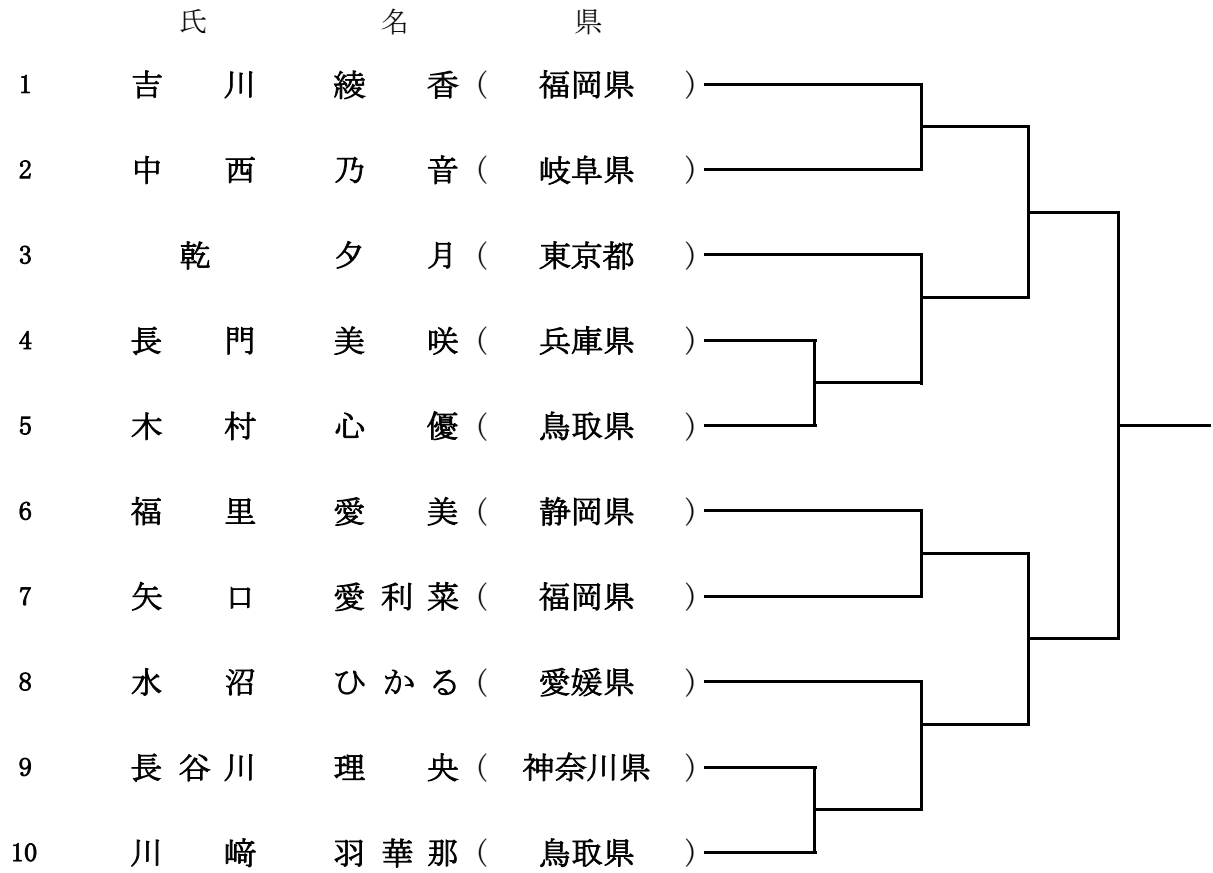 氏 名 県
1 吉川 綾香 ( 福岡県 )
2 中西 乃音 ( 岐阜県 )
3 乾 夕月 ( 東京都 )
4 長門 美咲 ( 兵庫県 )
5 木村 心優 ( 鳥取県 )
6 福里 愛美 ( 静岡県 )
7 矢口 愛利菜 ( 福岡県 )
8 水沼 ひかる ( 愛媛県 )
9 長谷川 理央 ( 神奈川県 )
10 川﨑 羽華那 ( 鳥取県 )